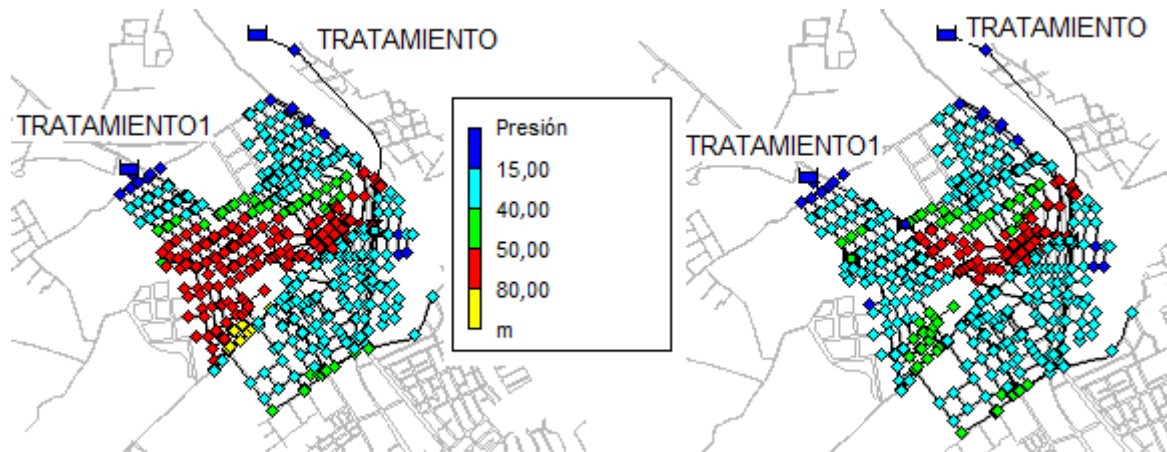 TRATAMIENTO
TRATAMIENTO1
Presión
15,00
40,00
50,00
80,00
m
TRATAMIENTO
TRATAMIENTO1